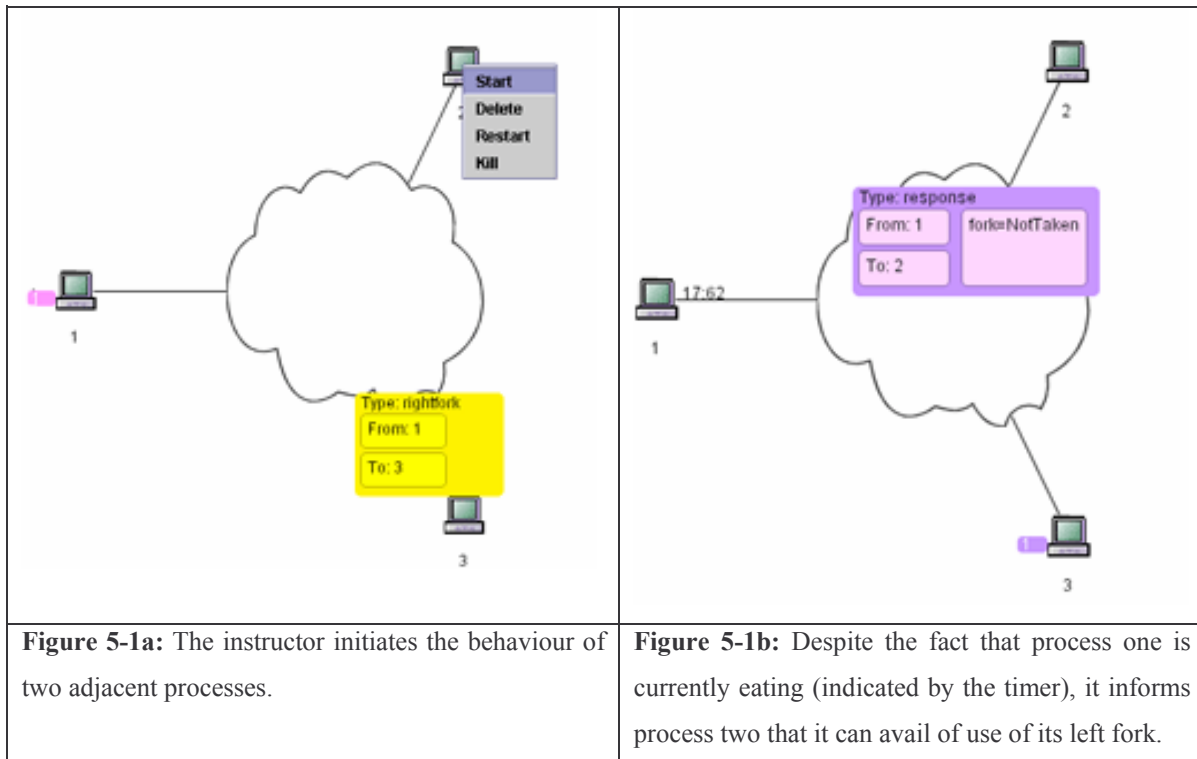 Start
Delete
Restart
Kill
1
Type: rightfork
From: 1
To: 3
3
Figure 5-1a: The instructor initiates the behaviour of
two adjacent processes.
2
Type: response
From: 1
fork=NotTaken
To: 2
17:62
1
1
3
Figure 5-1b: Despite the fact that process one is
currently eating (indicated by the timer), it informs
process two that it can avail of use of its left fork.